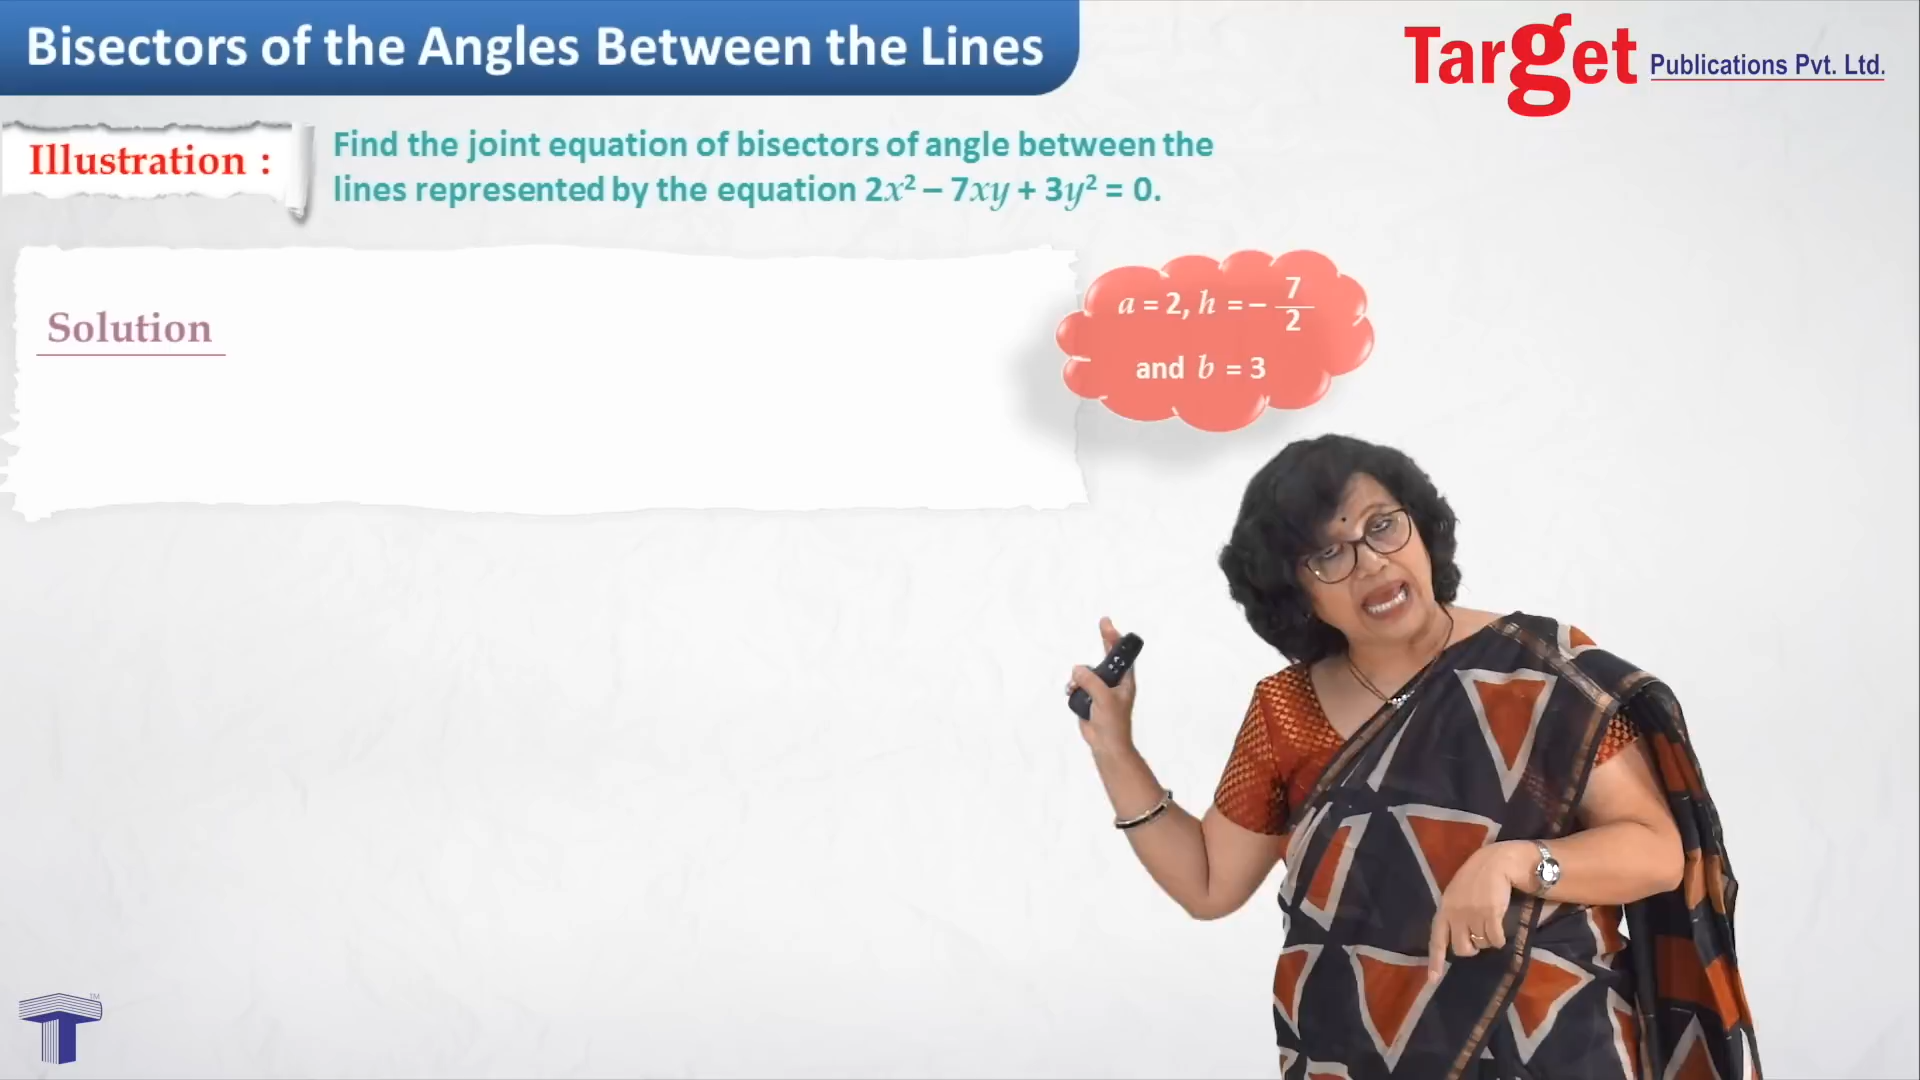 Bisectors of the Angles Between the Lines
Target Publications Pvt. Ltd.
Illustration :
Find the joint equation of bisectors of angle between the
lines represented by the equation 2x² – 7xy + 3y² = 0.
Solution
a = 2, h = – 7/2
and b = 3
T™